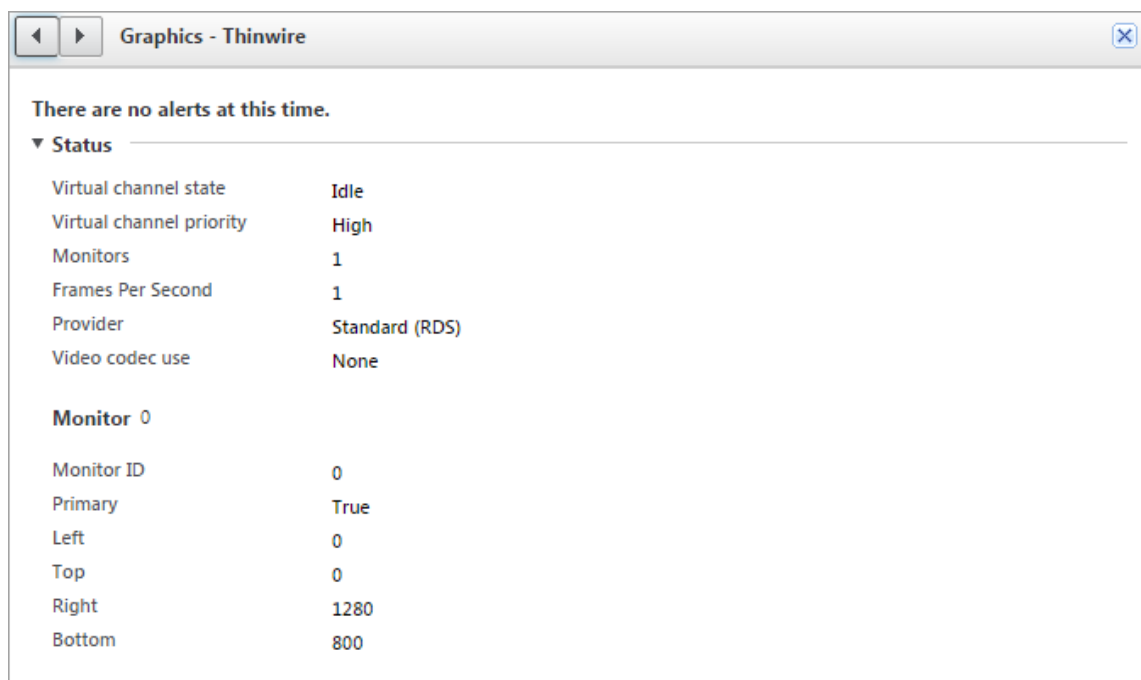 Graphics - Thinwire
There are no alerts at this time.
Status
Virtual channel state Idle
Virtual channel priority High
Monitors 1
Frames Per Second 1
Provider Standard (RDS)
Video codec use None
Monitor 0
Monitor ID 0
Primary True
Left 0
Top 0
Right 1280
Bottom 800